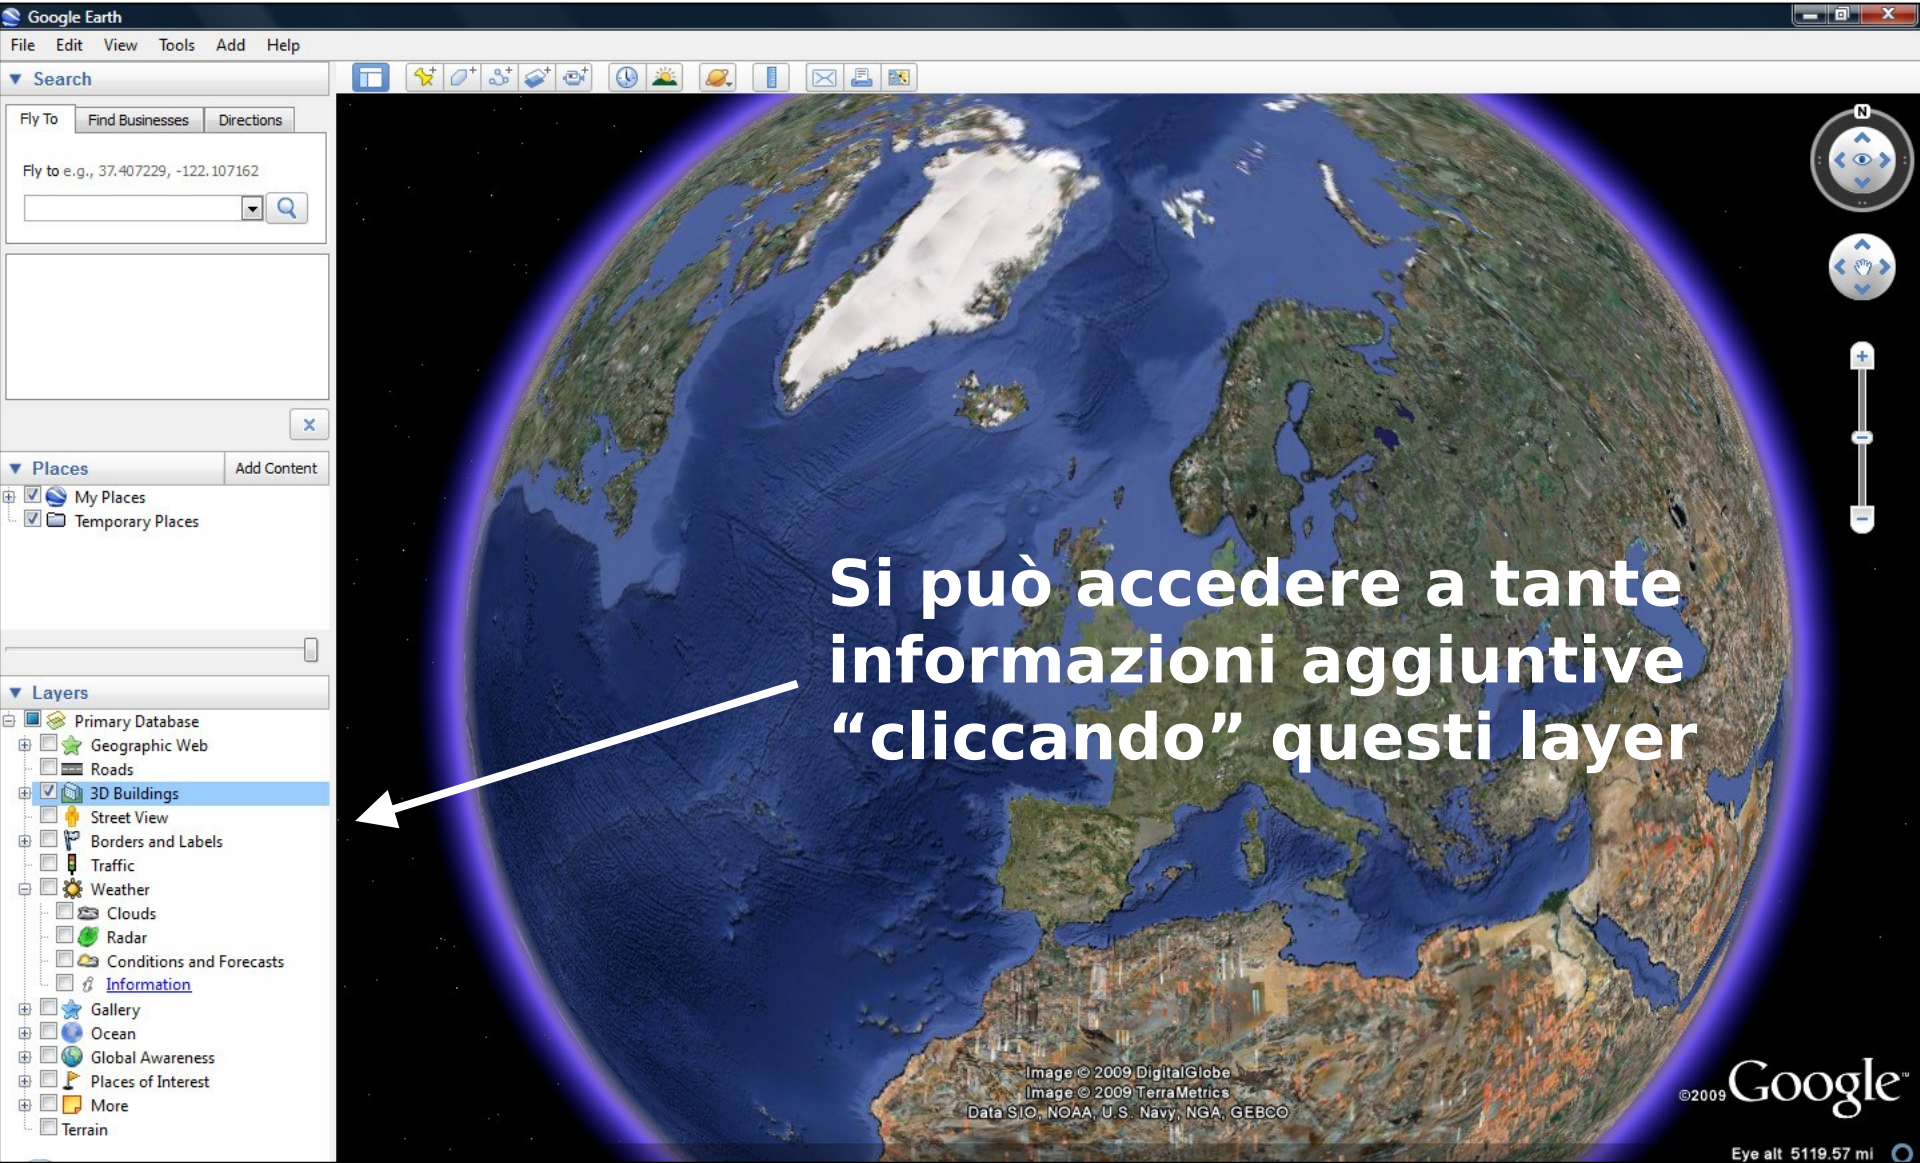 Google Earth
File Edit View Tools Add Help
Search
Fly To Find Businesses Directions
Fly to e.g., 37.407229, -122.107162
Places Add Content
My Places
Temporary Places
Layers
Primary Database
Geographic Web
Roads
3D Buildings
Street View
Borders and Labels
Traffic
Weather
Clouds
Radar
Conditions and Forecasts
Information
Gallery
Ocean
Global Awareness
Places of Interest
More
Terrain
N
Si può accedere a tante
informazioni aggiuntive
“cliccando” questi layer
Image © 2009 DigitalGlobe
Image © 2009 TerraMetrics
Data SIO, NOAA, U.S. Navy, NGA, GEBCO
©2009 Google™
Eye alt 5119.57 mi